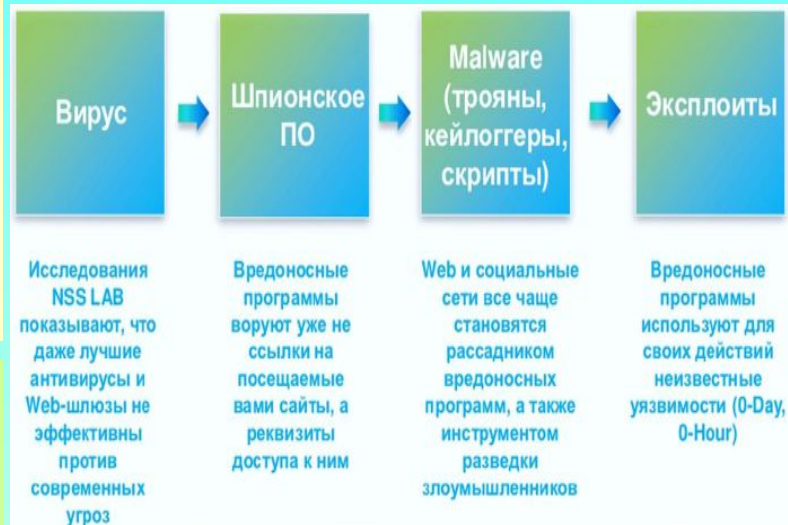 Вирус
Шпионское
ПО
Malware
(трояны,
кейлоггеры,
скрипты)
Эксплоиты
Исследования
NSS LAB
показывают, что
даже лучшие
антивирусы и
Web-шлюзы не
эффективны
против
современных
угроз
Вредоносные
программы
воруют уже не
ссылки на
посещаемые
вами сайты, а
реквизиты
доступа к ним
Web и социальные
сети все чаще
становятся
рассадником
вредоносных
программ, а также
инструментом
разведки
злоумышленников
Вредоносные
программы
используют для
своих действий
неизвестные
уязвимости (0-Day,
0-Hour)